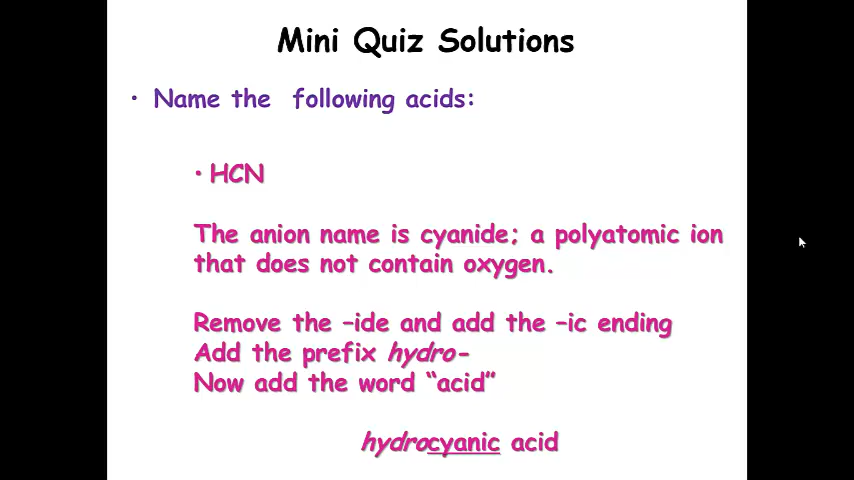 Mini Quiz Solutions
• Name the following acids:
• HCN
The anion name is cyanide; a polyatomic ion
that does not contain oxygen.
Remove the –ide and add the –ic ending
Add the prefix hydro-
Now add the word “acid”
hydrocyanic acid